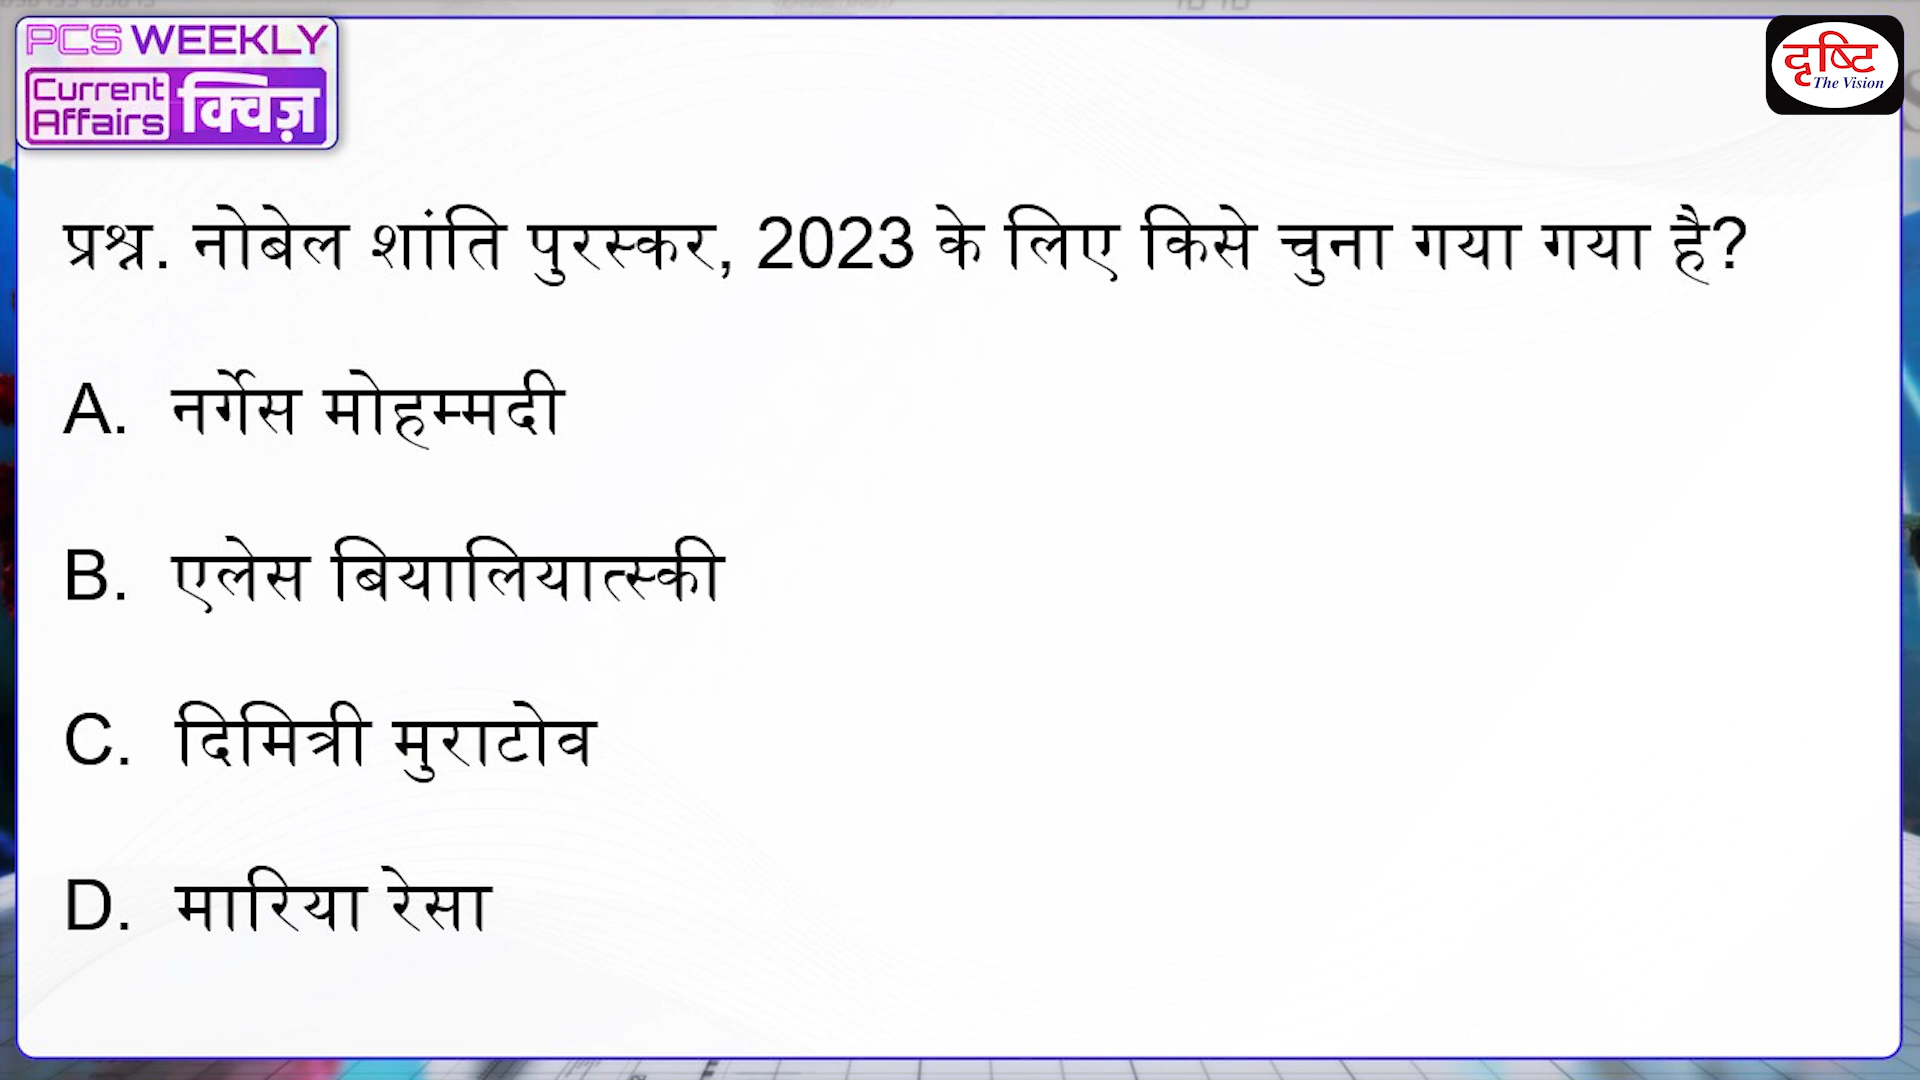 PCS WEEKLY
Current Affairs क्विज़
दृष्टि
The Vision
प्रश्न. नोबेल शांति पुरस्कर, 2023 के लिए किसे चुना गया गया है?
A. नर्गेस मोहम्मदी
B. एलेस बियालियात्स्की
C. दिमित्री मुराटोव
D. मारिया रेसा